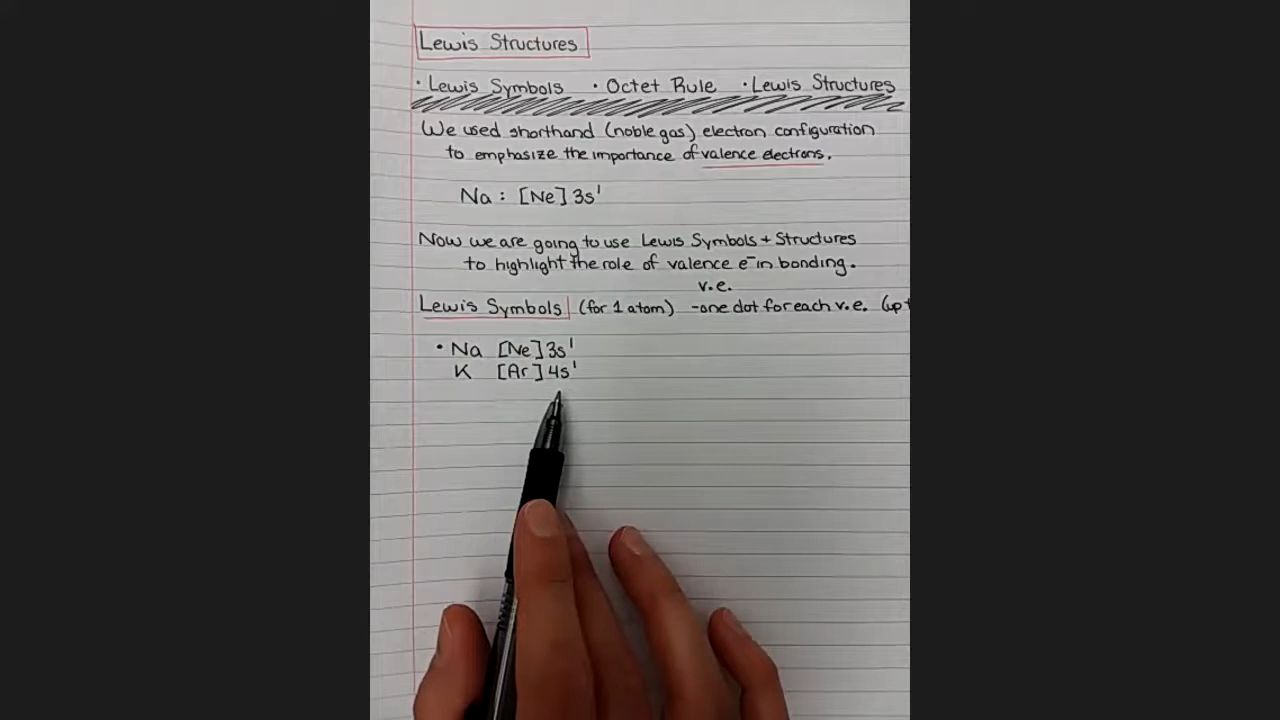 Lewis Structures
• Lewis Symbols • Octet Rule • Lewis Structures
We used shorthand (noble gas) electron configuration
to emphasize the importance of valence electrons.
Na : [Ne] 3s¹
Now we are going to use Lewis Symbols + Structures
to highlight the role of valence e⁻ in bonding.
v.e.
Lewis Symbols (for 1 atom) -one dot for each v.e. (up
• Na [Ne] 3s¹
K [Ar] 4s¹